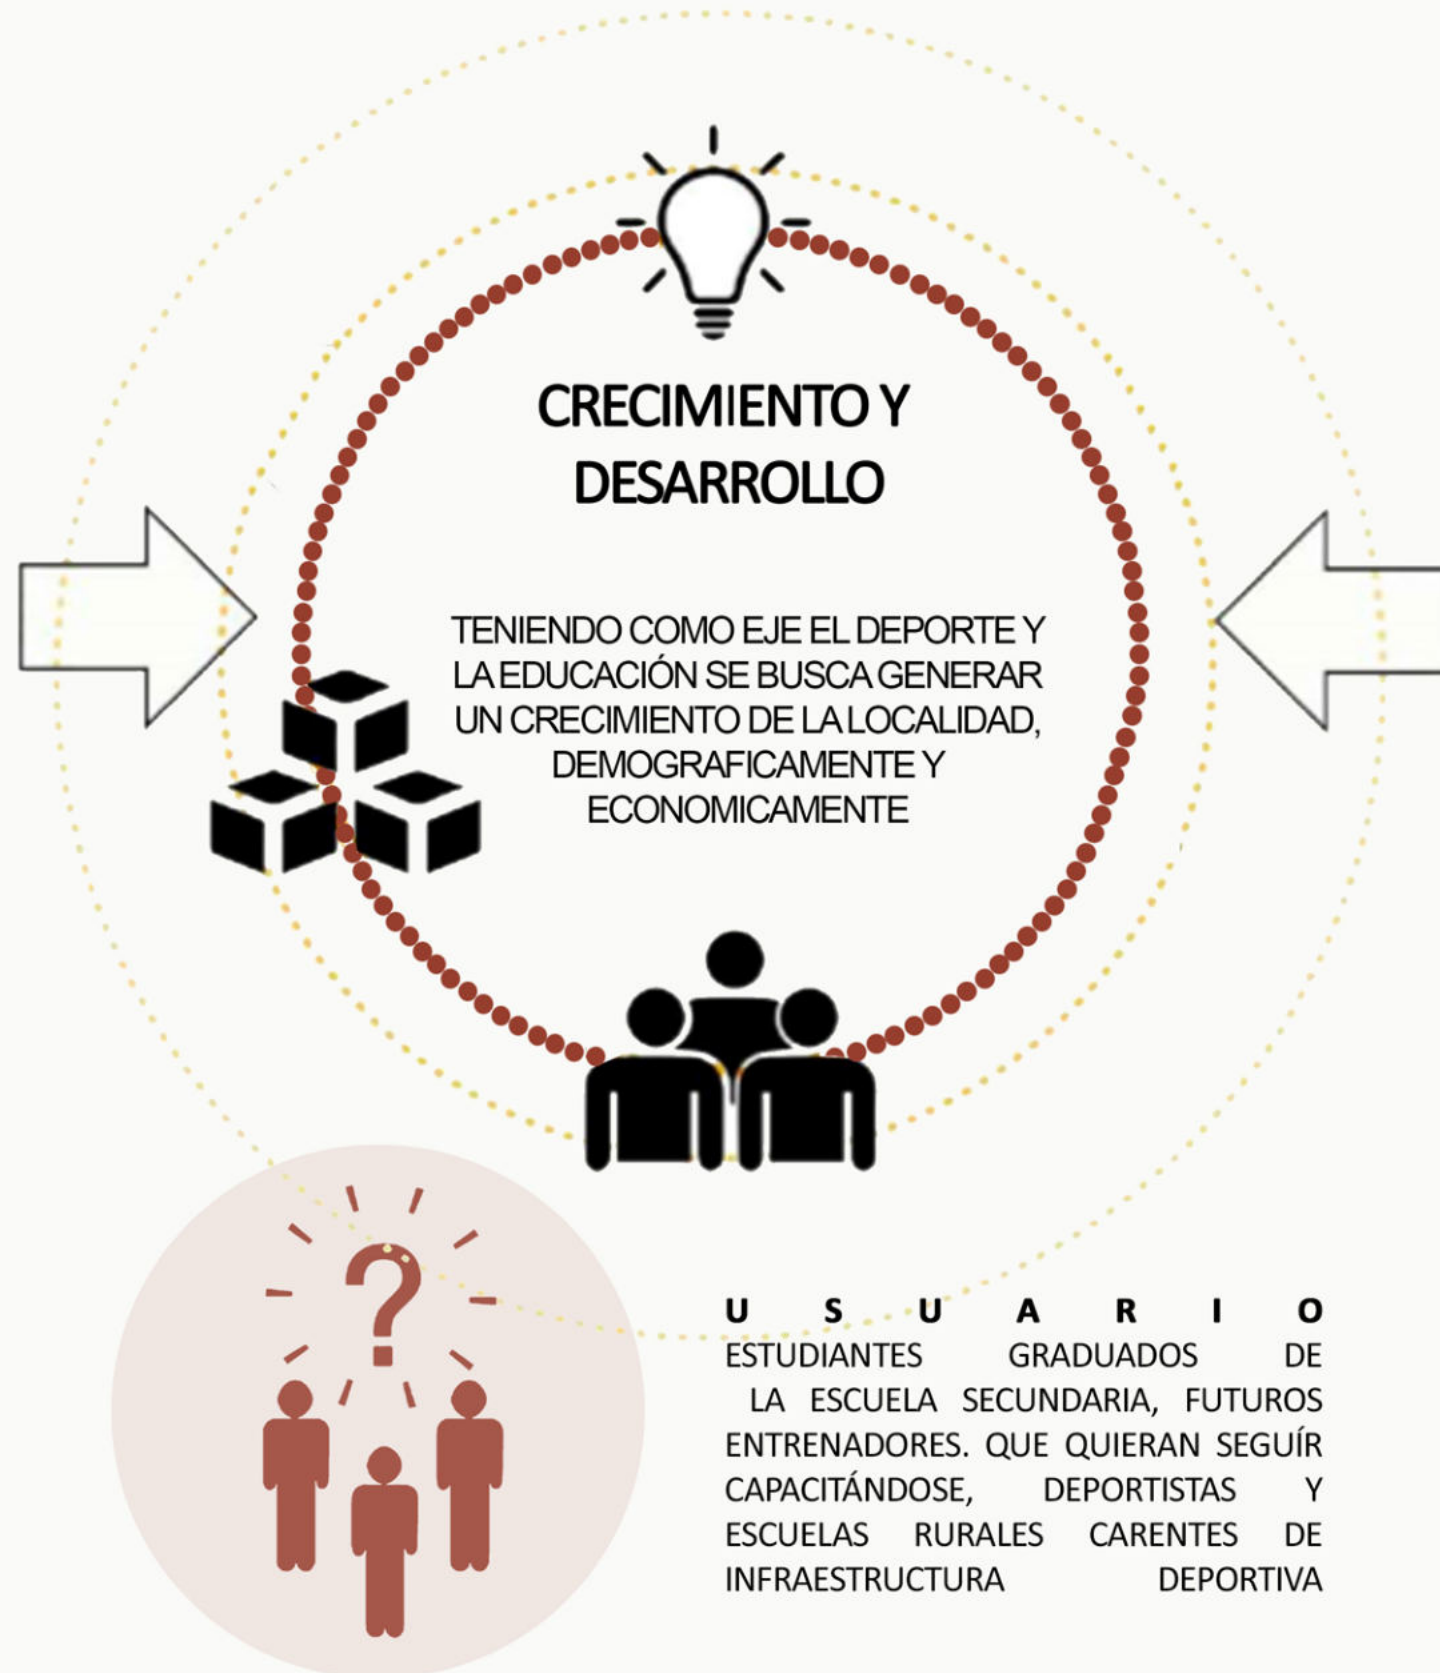 CRECIMIENTO Y
DESARROLLO
TENIENDO COMO EJE EL DEPORTE Y
LA EDUCACIÓN SE BUSCA GENERAR
UN CRECIMIENTO DE LA LOCALIDAD,
DEMOGRAFICAMENTE Y
ECONOMICAMENTE
?
U S U A R I O
ESTUDIANTES GRADUADOS DE
LA ESCUELA SECUNDARIA, FUTUROS
ENTRENADORES. QUE QUIERAN SEGUÍR
CAPACITÁNDOSE, DEPORTISTAS Y
ESCUELAS RURALES CARENTES DE
INFRAESTRUCTURA DEPORTIVA